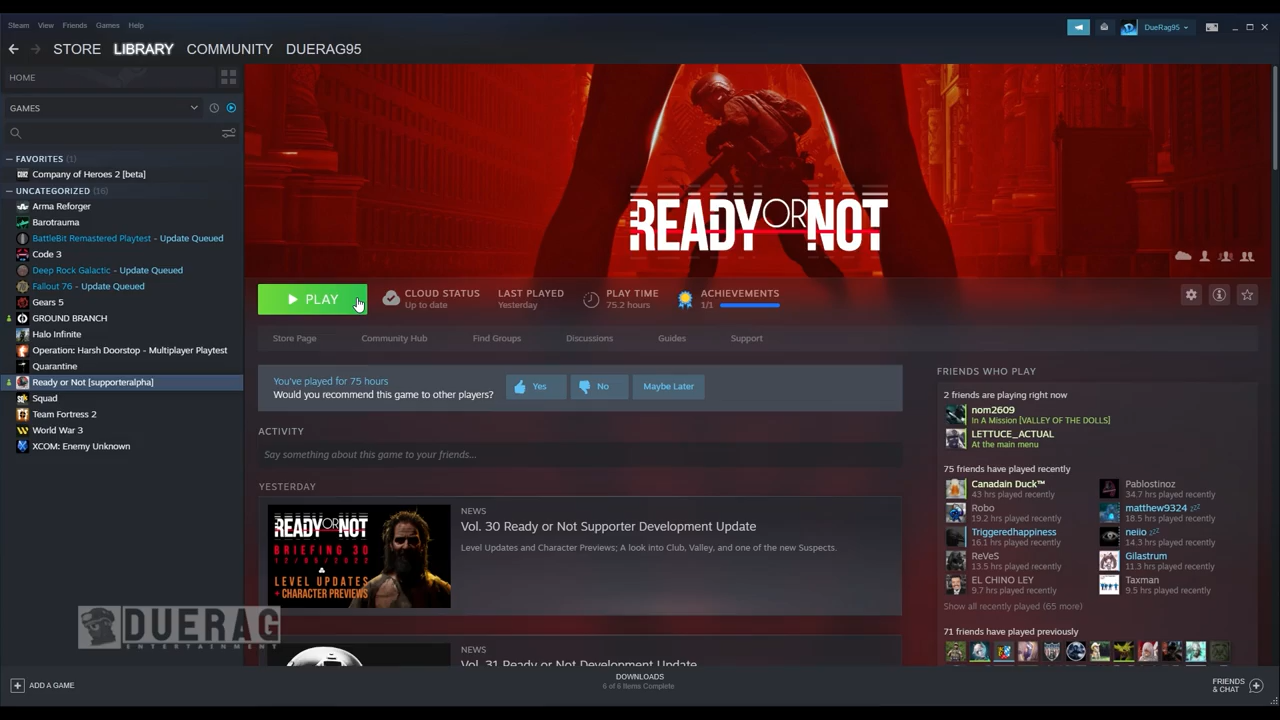 Steam View Friends Games Help
DueRag95
STORE LIBRARY COMMUNITY DUERAG95
HOME
GAMES
FAVORITES (1)
Company of Heroes 2 [beta]
UNCATEGORIZED (16)
Arma Reforger
Barotrauma
BattleBit Remastered Playtest - Update Queued
Code 3
Deep Rock Galactic - Update Queued
Fallout 76 - Update Queued
Gears 5
GROUND BRANCH
Halo Infinite
Operation: Harsh Doorstop - Multiplayer Playtest
Quarantine
Ready or Not [supporteralpha]
Squad
Team Fortress 2
World War 3
XCOM: Enemy Unknown
DUERAG
ENTERTAINMENT
ADD A GAME
READY OR NOT
PLAY
CLOUD STATUS
Up to date
LAST PLAYED
Yesterday
PLAY TIME
75.2 hours
ACHIEVEMENTS
1/1
Store Page Community Hub Find Groups Discussions Guides Support
You've played for 75 hours
Would you recommend this game to other players?
Yes No Maybe Later
ACTIVITY
Say something about this game to your friends...
YESTERDAY
READY OR NOT
BRIEFING 30
LEVEL UPDATES
+ CHARACTER PREVIEWS
NEWS
Vol. 30 Ready or Not Supporter Development Update
Level Updates and Character Previews; A look into Club, Valley, and one of the new Suspects.
NEWS
Vol. 31 Ready or Not Development Update
FRIENDS WHO PLAY
2 friends are playing right now
nom2609
In A Mission [VALLEY OF THE DOLLS]
LETTUCE_ACTUAL
At the main menu
75 friends have played recently
Canadain Duck™
43 hrs played recently
Pablostinoz
34.7 hrs played recently
Robo
19.2 hrs played recently
matthew9324 zz
18.5 hrs played recently
Triggeredhappiness
16.1 hrs played recently
neiio zz
14.3 hrs played recently
ReVeS
13.5 hrs played recently
Gilastrum
11.3 hrs played recently
EL CHINO LEY
9.7 hrs played recently
Taxman
9.5 hrs played recently
Show all recently played (65 more)
71 friends have played previously
DOWNLOADS
6 of 6 Items Complete
FRIENDS
& CHAT